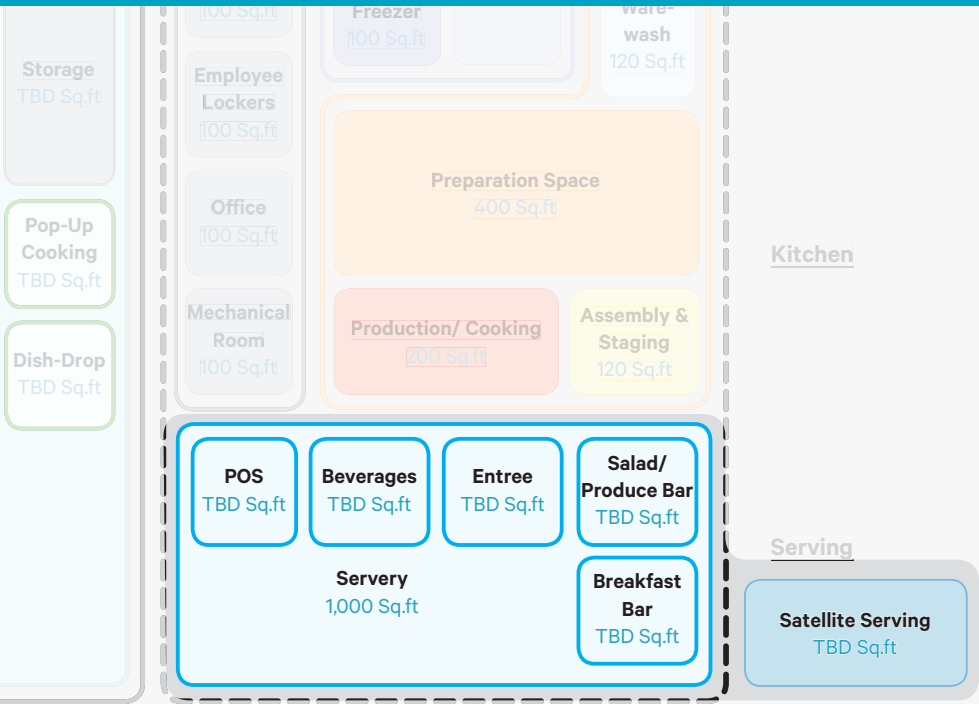 100 Sq.ft
Freezer
100 Sq.ft
Ware-
wash
120 Sq.ft
Storage
TBD Sq.ft
Employee
Lockers
100 Sq.ft
Preparation Space
400 Sq.ft
Office
100 Sq.ft
Pop-Up
Cooking
TBD Sq.ft
Kitchen
Mechanical
Room
100 Sq.ft
Production/ Cooking
200 Sq.ft
Assembly &
Staging
120 Sq.ft
Dish-Drop
TBD Sq.ft
POS
TBD Sq.ft
Beverages
TBD Sq.ft
Entree
TBD Sq.ft
Salad/
Produce Bar
TBD Sq.ft
Servery
1,000 Sq.ft
Breakfast
Bar
TBD Sq.ft
Serving
Satellite Serving
TBD Sq.ft